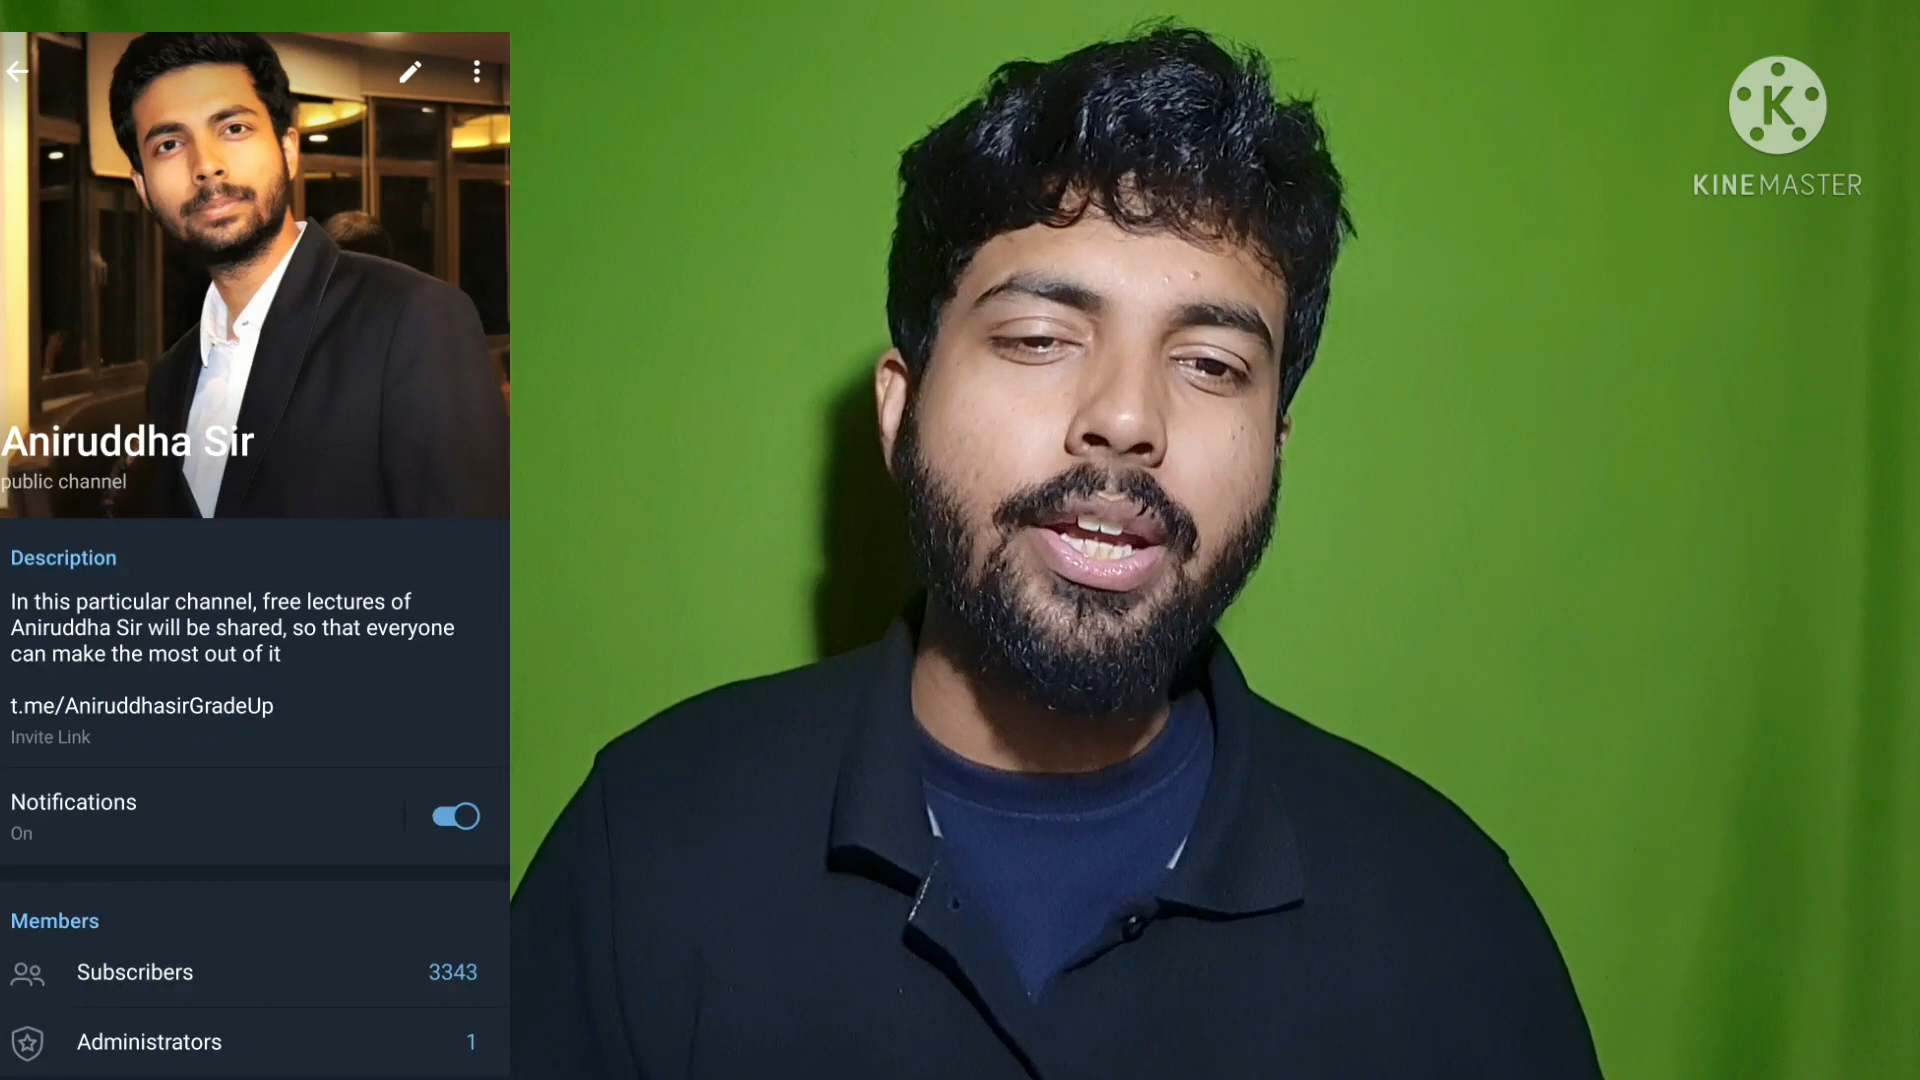 Aniruddha Sir
public channel
Description
In this particular channel, free lectures of
Aniruddha Sir will be shared, so that everyone
can make the most out of it
t.me/AniruddhasirGradeUp
Invite Link
Notifications
On
Members
Subscribers 3343
Administrators 1
K
KINEMASTER